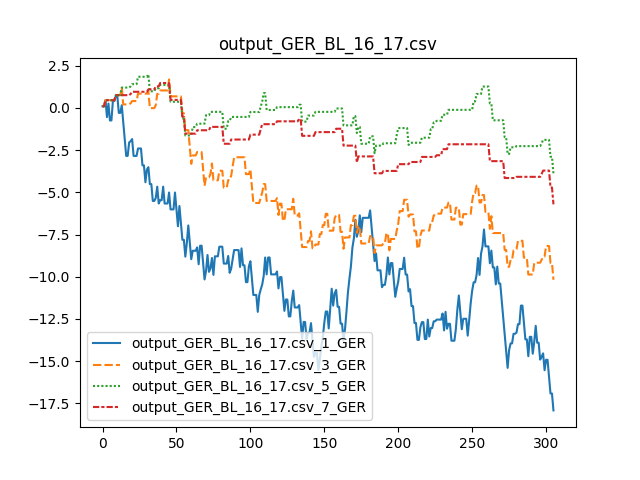 output_GER_BL_16_17.csv
2.5
0.0
−2.5
−5.0
−7.5
−10.0
−12.5
−15.0
−17.5
output_GER_BL_16_17.csv_1_GER
output_GER_BL_16_17.csv_3_GER
output_GER_BL_16_17.csv_5_GER
output_GER_BL_16_17.csv_7_GER
0 50 100 150 200 250 300